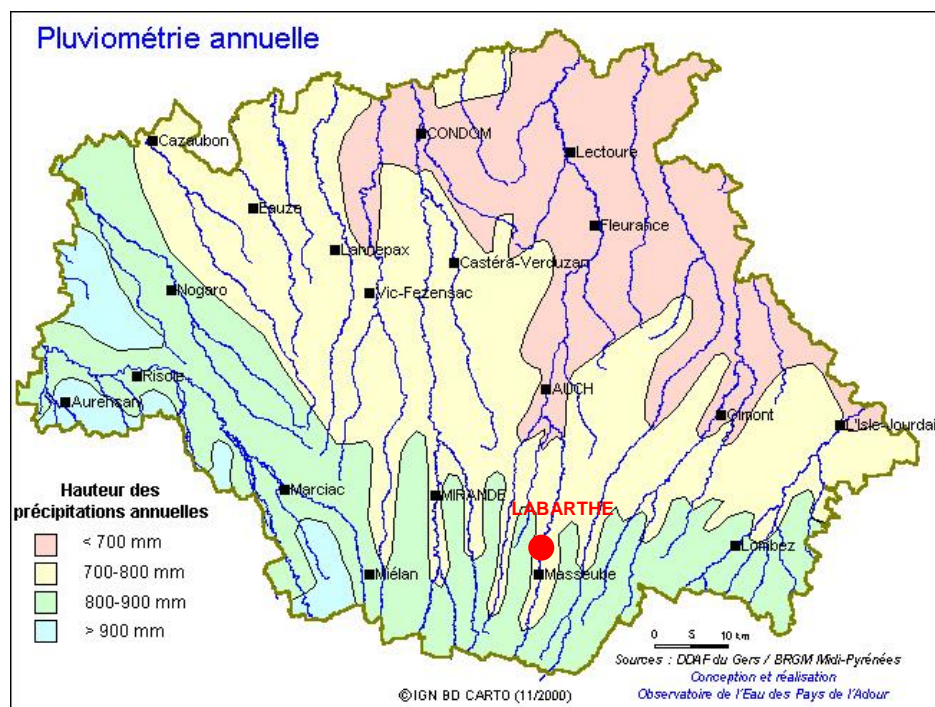 Pluviométrie annuelle
Cazaubon
CONDOM
Lectoure
Eauze
Fleurance
Lannepax
Castéra-Verduzan
Nogaro
Vic-Fezensac
Riscle
AUCH
Aurensan
Gimont
L'Isle-Jourdai
Hauteur des
précipitations annuelles
Marciac
MIRANDE
LABARTHE
< 700 mm
Lombez
700-800 mm
Miélan
Masseube
800-900 mm
> 900 mm
0 5 10 km
Sources : DDAF du Gers / BRGM Midi-Pyrénées
Conception et réalisation
©IGN BD CARTO (11/2000)
Observatoire de l'Eau des Pays de l'Adour